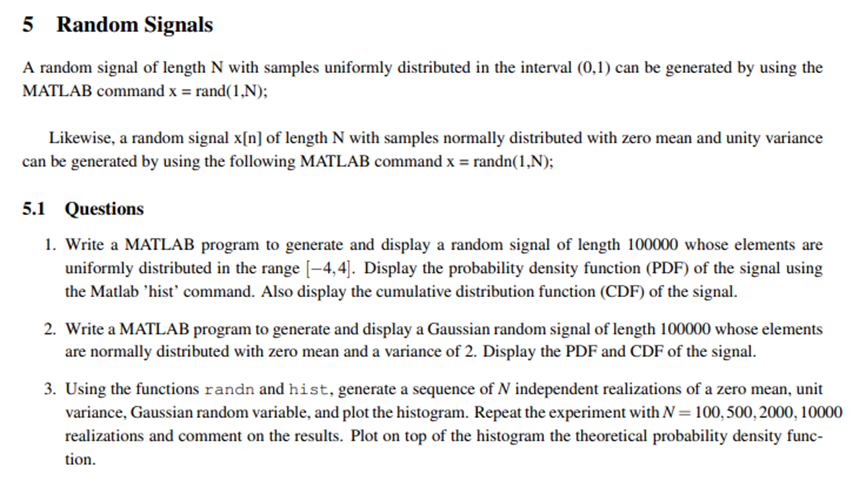 5 Random Signals
A random signal of length N with samples uniformly distributed in the interval (0,1) can be generated by using the
MATLAB command x = rand(1,N);
Likewise, a random signal x[n] of length N with samples normally distributed with zero mean and unity variance
can be generated by using the following MATLAB command x = randn(1,N);
5.1 Questions
1. Write a MATLAB program to generate and display a random signal of length 100000 whose elements are
uniformly distributed in the range [−4,4]. Display the probability density function (PDF) of the signal using
the Matlab 'hist' command. Also display the cumulative distribution function (CDF) of the signal.
2. Write a MATLAB program to generate and display a Gaussian random signal of length 100000 whose elements
are normally distributed with zero mean and a variance of 2. Display the PDF and CDF of the signal.
3. Using the functions randn and hist, generate a sequence of N independent realizations of a zero mean, unit
variance, Gaussian random variable, and plot the histogram. Repeat the experiment with N = 100,500,2000,10000
realizations and comment on the results. Plot on top of the histogram the theoretical probability density func-
tion.